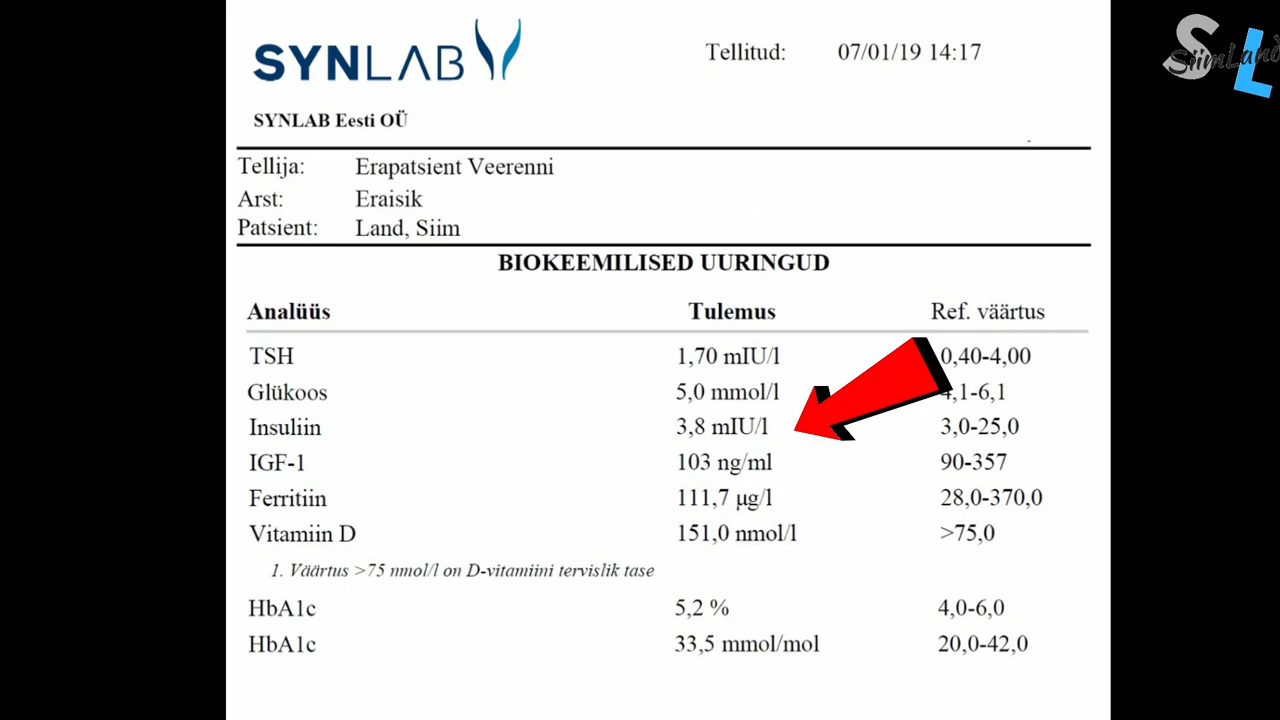 SYNLAB
Tellitud: 07/01/19 14:17
SL
SiimLand
SYNLAB Eesti OÜ
Tellija: Erapatsient Veerenni
Arst: Eraisik
Patsient: Land, Siim
BIOKEEMILISED UURINGUD
Analüüs Tulemus Ref. väärtus
TSH 1,70 mIU/l 0,40-4,00
Glükoos 5,0 mmol/l 4,1-6,1
Insuliin 3,8 mIU/l 3,0-25,0
IGF-1 103 ng/ml 90-357
Ferritiin 111,7 µg/l 28,0-370,0
Vitamiin D 151,0 nmol/l >75,0
1. Väärtus >75 nmol/l on D-vitamiini tervislik tase
HbA1c 5,2 % 4,0-6,0
HbA1c 33,5 mmol/mol 20,0-42,0